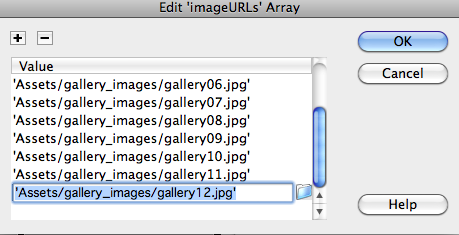 Edit 'imageURLs' Array
OK
Value
Cancel
'Assets/gallery_images/gallery06.jpg'
'Assets/gallery_images/gallery07.jpg'
'Assets/gallery_images/gallery08.jpg'
'Assets/gallery_images/gallery09.jpg'
'Assets/gallery_images/gallery10.jpg'
'Assets/gallery_images/gallery11.jpg'
'Assets/gallery_images/gallery12.jpg'
Help